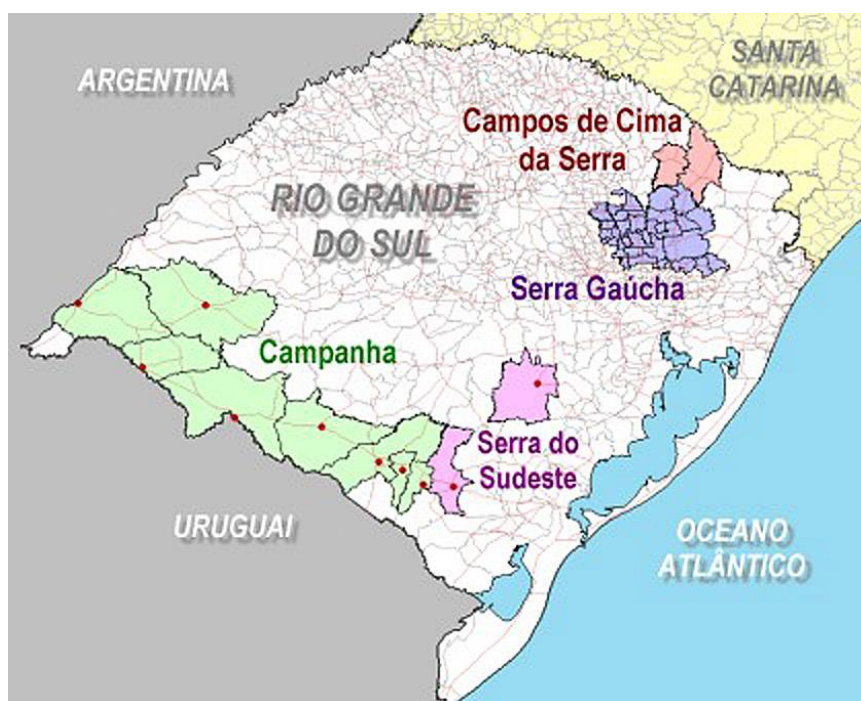 SANTA
CATARINA
ARGENTINA
Campos de Cima
da Serra
RIO GRANDE
DO SUL
Serra Gaúcha
Campanha
Serra do
Sudeste
URUGUAI
OCEANO
ATLÂNTICO